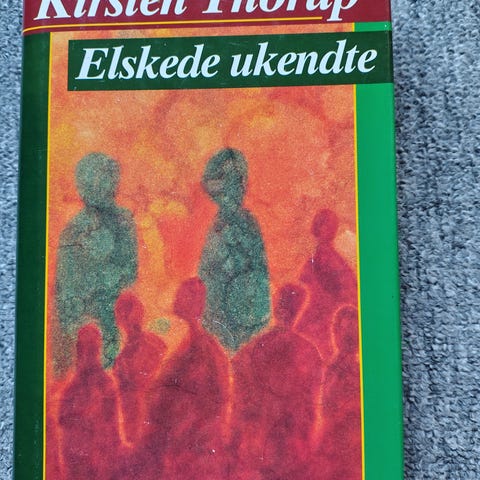 Kirsten Thorup
Elskede ukendte